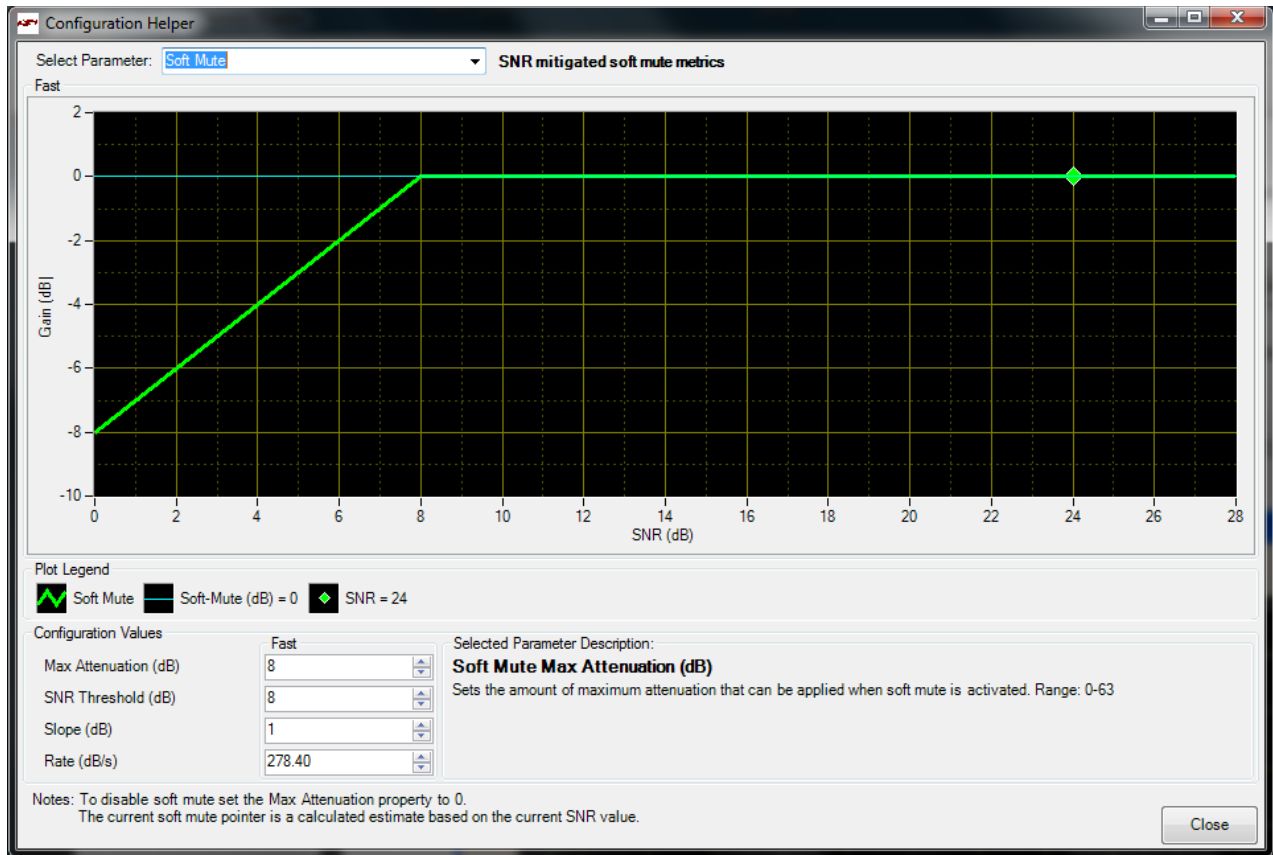 Configuration Helper
Select Parameter: Soft Mute SNR mitigated soft mute metrics
Fast
2
0
-2
-4
-6
-8
-10
Gain (dB)
0 2 4 6 8 10 12 14 16 18 20 22 24 26 28
SNR (dB)
Plot Legend
Soft Mute Soft-Mute (dB) = 0 SNR = 24
Configuration Values
Fast
Max Attenuation (dB) 8
SNR Threshold (dB) 8
Slope (dB) 1
Rate (dB/s) 278.40
Selected Parameter Description:
Soft Mute Max Attenuation (dB)
Sets the amount of maximum attenuation that can be applied when soft mute is activated. Range: 0-63
Notes: To disable soft mute set the Max Attenuation property to 0.
The current soft mute pointer is a calculated estimate based on the current SNR value.
Close